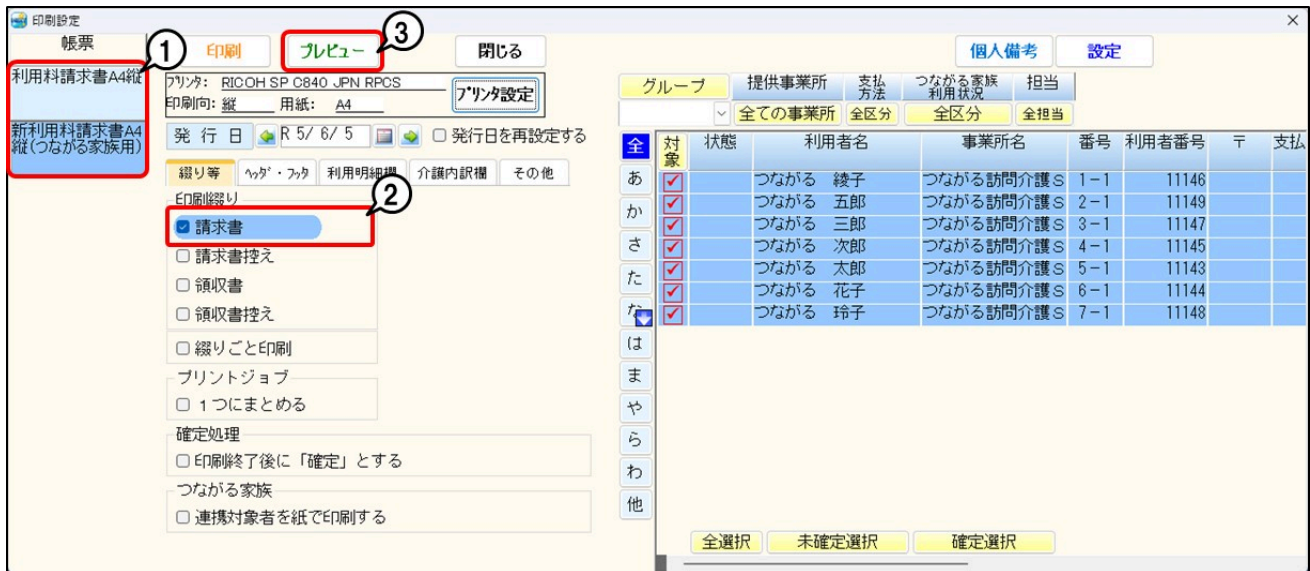 印刷設定
×
帳票
①
印刷
プレビュー
③
閉じる
個人備考
設定
利用料請求書A4縦
新利用料請求書A4
縦(つながる家族用)
プリンタ: RICOH SP C840 JPN RPCS
印刷向: 縦 用紙: A4
プリンタ設定
発行日
R 5/ 6/ 5
発行日を再設定する
綴り等
ヘッダ・フッタ
利用明細欄
介護内訳欄
その他
②
印刷綴り
請求書
請求書控え
領収書
領収書控え
綴りごと印刷
プリントジョブ
1つにまとめる
確定処理
印刷終了後に「確定」とする
つながる家族
連携対象者を紙で印刷する
グループ
提供事業所
支払
方法
つながる家族
利用状況
担当
全ての事業所
全区分
全区分
全担当
全
あ
か
さ
た
な
は
ま
や
ら
わ
他
対象 状態 利用者名 事業所名 番号 利用者番号 〒 支払
つながる 綾子 つながる訪問介護S 1-1 11146
つながる 五郎 つながる訪問介護S 2-1 11149
つながる 三郎 つながる訪問介護S 3-1 11147
つながる 次郎 つながる訪問介護S 4-1 11145
つながる 太郎 つながる訪問介護S 5-1 11143
つながる 花子 つながる訪問介護S 6-1 11144
つながる 玲子 つながる訪問介護S 7-1 11148
全選択
未確定選択
確定選択